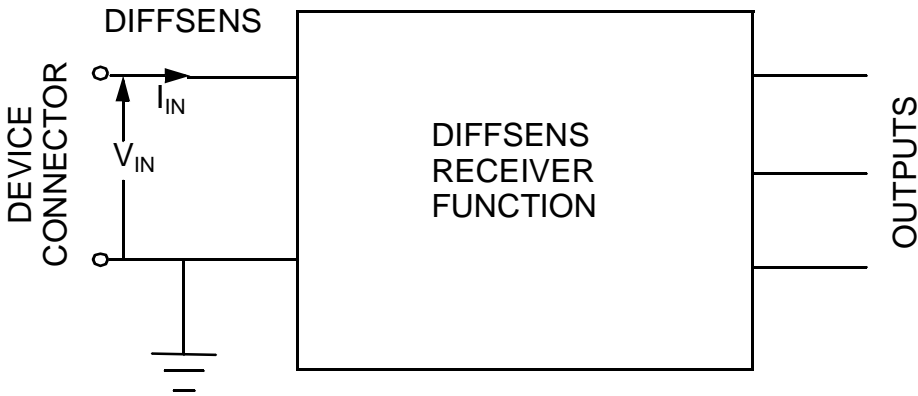 DIFFSENS
DEVICE
CONNECTOR
I_IN
V_IN
DIFFSENS
RECEIVER
FUNCTION
OUTPUTS